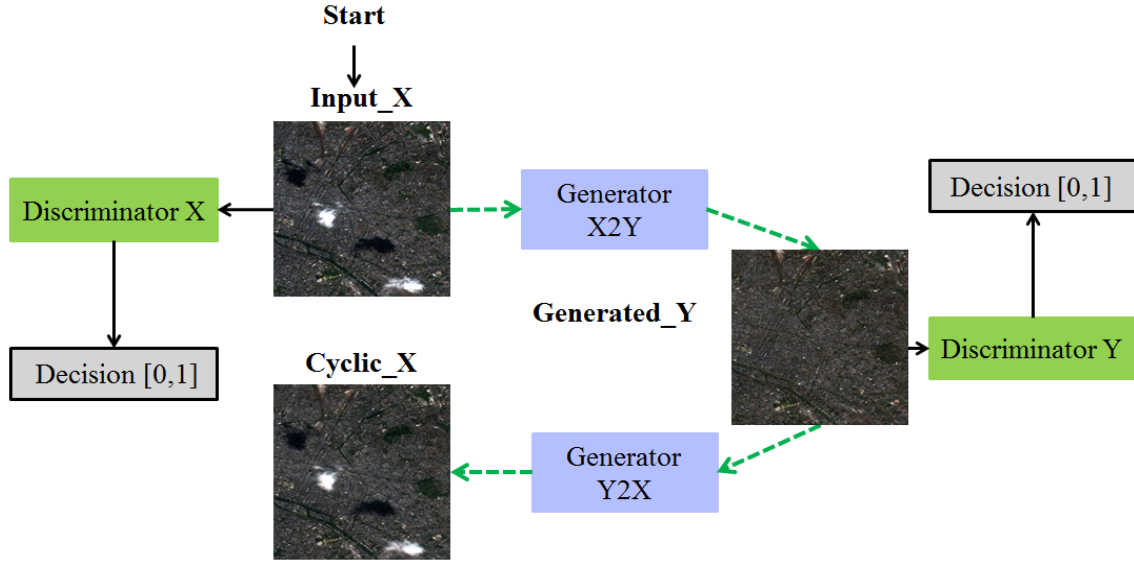 Start
Input_X
Discriminator X
Generator
X2Y
Decision [0,1]
Generated_Y
Discriminator Y
Decision [0,1]
Cyclic_X
Generator
Y2X